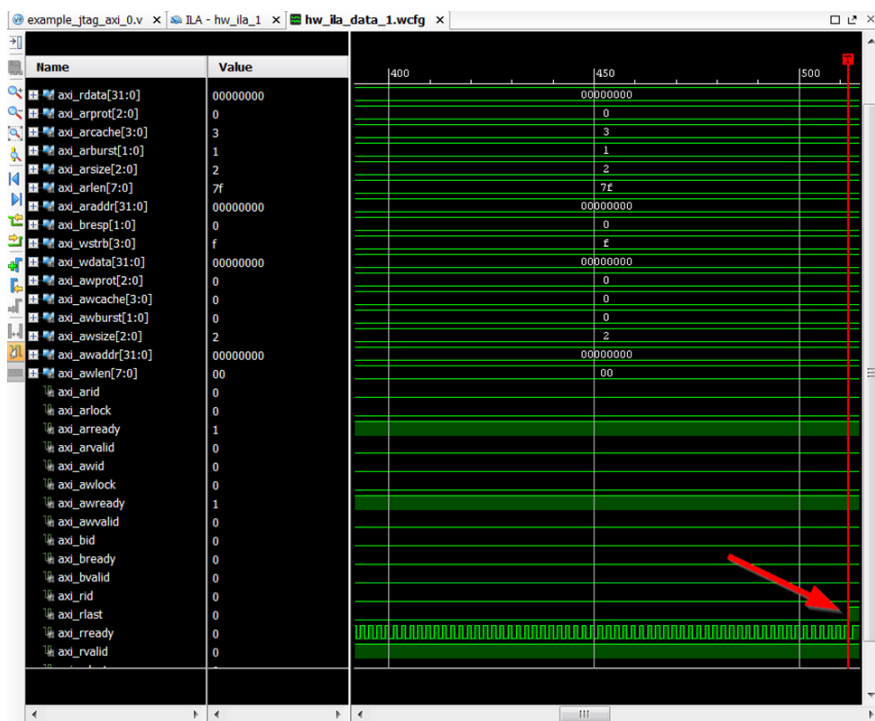 example_jtag_axi_0.v × ILA - hw_ila_1 × hw_ila_data_1.wcfg ×
Name Value 400 450 500
T
axi_rdata[31:0] 00000000 00000000
axi_arprot[2:0] 0 0
axi_arcache[3:0] 3 3
axi_arburst[1:0] 1 1
axi_arsize[2:0] 2 2
axi_arlen[7:0] 7f 7f
axi_araddr[31:0] 00000000 00000000
axi_bresp[1:0] 0 0
axi_wstrb[3:0] f f
axi_wdata[31:0] 00000000 00000000
axi_awprot[2:0] 0 0
axi_awcache[3:0] 0 0
axi_awburst[1:0] 0 0
axi_awsize[2:0] 2 2
axi_awaddr[31:0] 00000000 00000000
axi_awlen[7:0] 00 00
axi_arid 0
axi_arlock 0
axi_arready 1
axi_arvalid 0
axi_awid 0
axi_awlock 0
axi_awready 1
axi_awvalid 0
axi_bid 0
axi_bready 0
axi_bvalid 0
axi_rid 0
axi_rlast 0
axi_rready 0
axi_rvalid 0